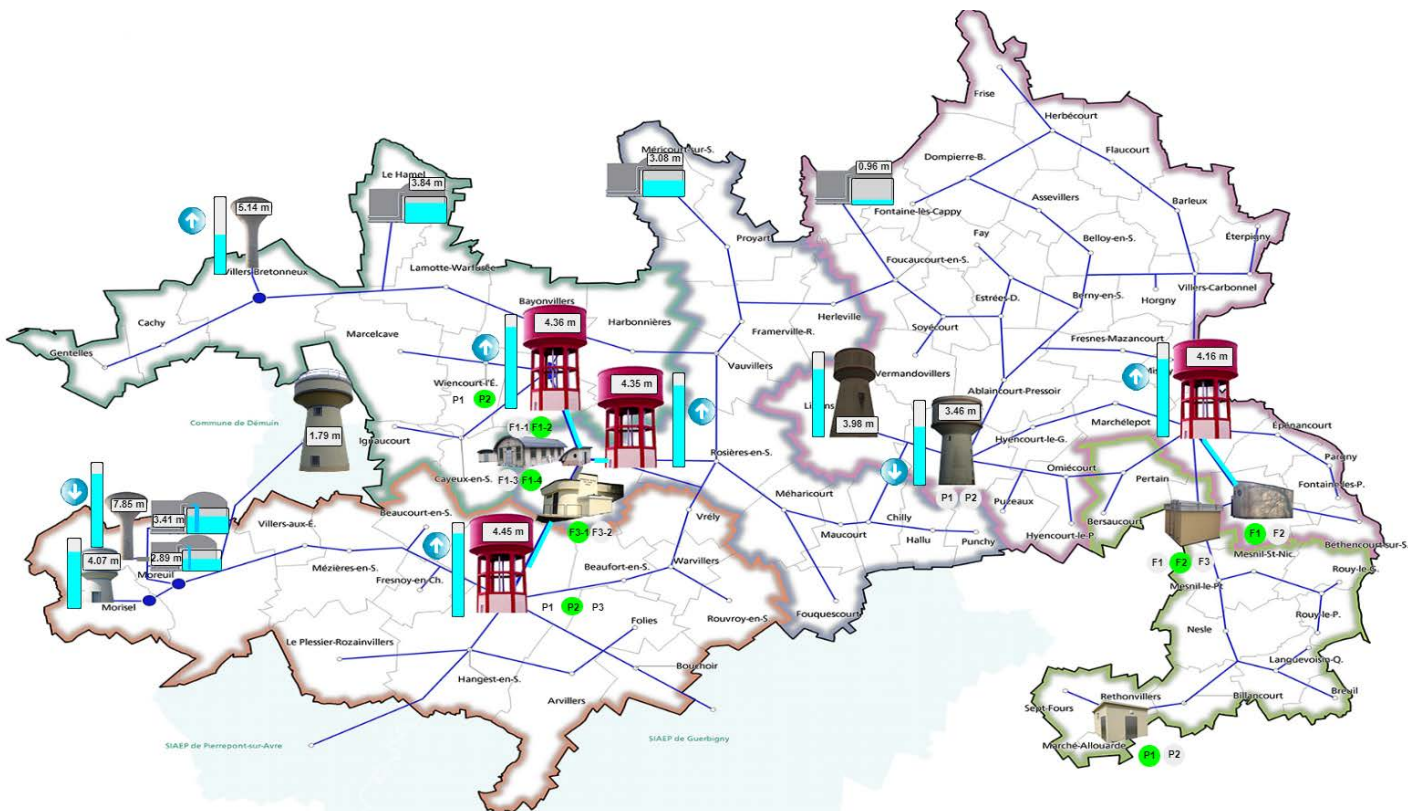 Frise
Herbécourt
Méricourt-sur-S.
3.08 m
0.96 m
Dompierre-B.
Flaucourt
Le Hamel
3.84 m
5.14 m
Fontaine-lès-Cappy
Assevillers
Barleux
Fay
Belloy-en-S.
Éterpigny
Proyart
Foucaucourt-en-S.
Villers-Bretonneux
Lamotte-Warfusée
Estrées-D.
Berny-en-S.
Horgny
Villers-Carbonnel
Bayonvillers
Herleville
Cachy
Marcelcave
4.36 m
Harbonnières
Framerville-R.
Soyécourt
Fresnes-Mazancourt
Gentelles
Vauvillers
Vermandovillers
4.16 m
Wiencourt-l'É.
P1 P2
4.35 m
Ablaincourt-Pressoir
Marchélepot
3.46 m
3.98 m
Commune de Démuin
1.79 m
Ignaucourt
F1-1 F1-2
Hyencourt-le-G.
Épénancourt
Rosières-en-S.
Omiécourt
Pargny
Cayeux-en-S.
F1-3 F1-4
Pertain
Fontaine-les-P.
Méharicourt
P1 P2
Puzeaux
7.85 m
3.41 m
Villers-aux-É.
Beaucourt-en-S.
Vrély
Chilly
Bersaucourt
F3-1 F3-2
4.45 m
Maucourt
Hallu
Punchy
Hyencourt-le-P.
F1 F2
Béthencourt-sur-S.
4.07 m
2.89 m
Moreuil
Mézières-en-S.
Fresnoy-en-Ch.
Beaufort-en-S.
Warvillers
F1 F2 F3
Mesnil-St-Nic.
Rouy-le-G.
Mesnil-le-Pt
Morisel
P1 P2 P3
Rouvroy-en-S.
Fouquescourt
Rouy-le-P.
Le Plessier-Rozainvillers
Folies
Nesle
Hangest-en-S.
Bouchoir
Languevoisin-Q.
Arvillers
Rethonvillers
Billancourt
Breuil
Sept-Fours
SIAEP de Pierrepont-sur-Avre
SIAEP de Guerbigny
Marché-Allouarde
P1 P2